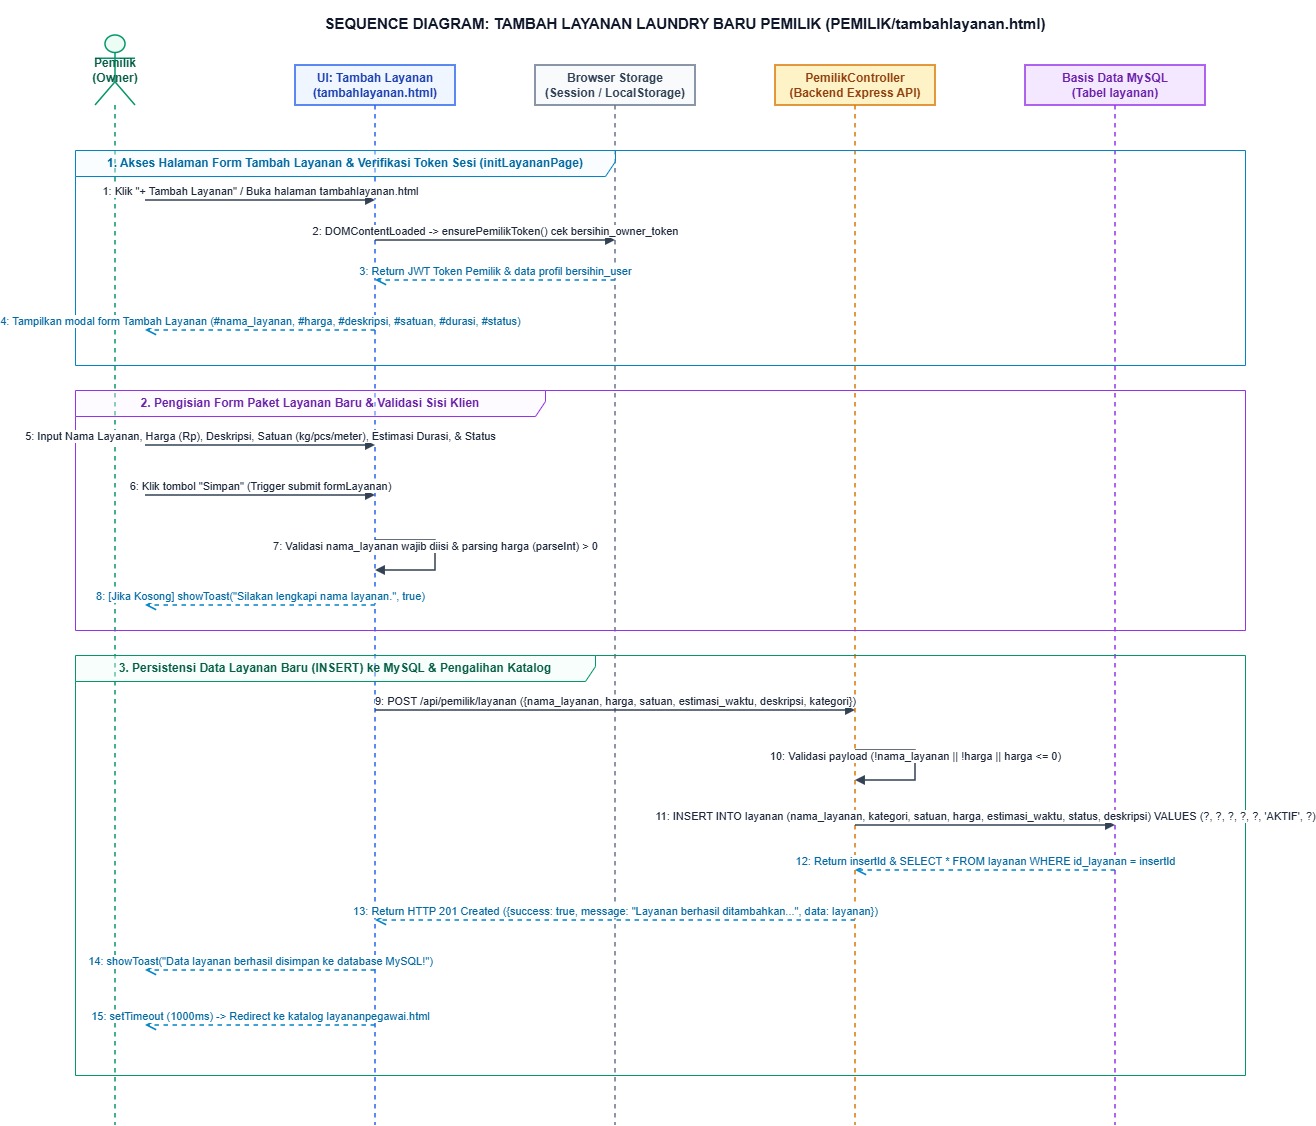 SEQUENCE DIAGRAM: TAMBAH LAYANAN LAUNDRY BARU PEMILIK (PEMILIK/tambahlayanan.html)
Pemilik
(Owner)
UI: Tambah Layanan
(tambahlayanan.html)
Browser Storage
(Session / LocalStorage)
PemilikController
(Backend Express API)
Basis Data MySQL
(Tabel layanan)
1. Akses Halaman Form Tambah Layanan & Verifikasi Token Sesi (initLayananPage)
1: Klik "+ Tambah Layanan" / Buka halaman tambahlayanan.html
2: DOMContentLoaded -> ensurePemilikToken() cek bersihin_owner_token
3: Return JWT Token Pemilik & data profil bersihin_user
4: Tampilkan modal form Tambah Layanan (#nama_layanan, #harga, #deskripsi, #satuan, #durasi, #status)
2. Pengisian Form Paket Layanan Baru & Validasi Sisi Klien
5: Input Nama Layanan, Harga (Rp), Deskripsi, Satuan (kg/pcs/meter), Estimasi Durasi, & Status
6: Klik tombol "Simpan" (Trigger submit formLayanan)
7: Validasi nama_layanan wajib diisi & parsing harga (parseInt) > 0
8: [Jika Kosong] showToast("Silakan lengkapi nama layanan.", true)
3. Persistensi Data Layanan Baru (INSERT) ke MySQL & Pengalihan Katalog
9: POST /api/pemilik/layanan ({nama_layanan, harga, satuan, estimasi_waktu, deskripsi, kategori})
10: Validasi payload (!nama_layanan || !harga || harga <= 0)
11: INSERT INTO layanan (nama_layanan, kategori, satuan, harga, estimasi_waktu, status, deskripsi) VALUES (?, ?, ?, ?, ?, 'AKTIF', ?)
12: Return insertId & SELECT * FROM layanan WHERE id_layanan = insertId
13: Return HTTP 201 Created ({success: true, message: "Layanan berhasil ditambahkan...", data: layanan})
14: showToast("Data layanan berhasil disimpan ke database MySQL!")
15: setTimeout (1000ms) -> Redirect ke katalog layananpegawai.html